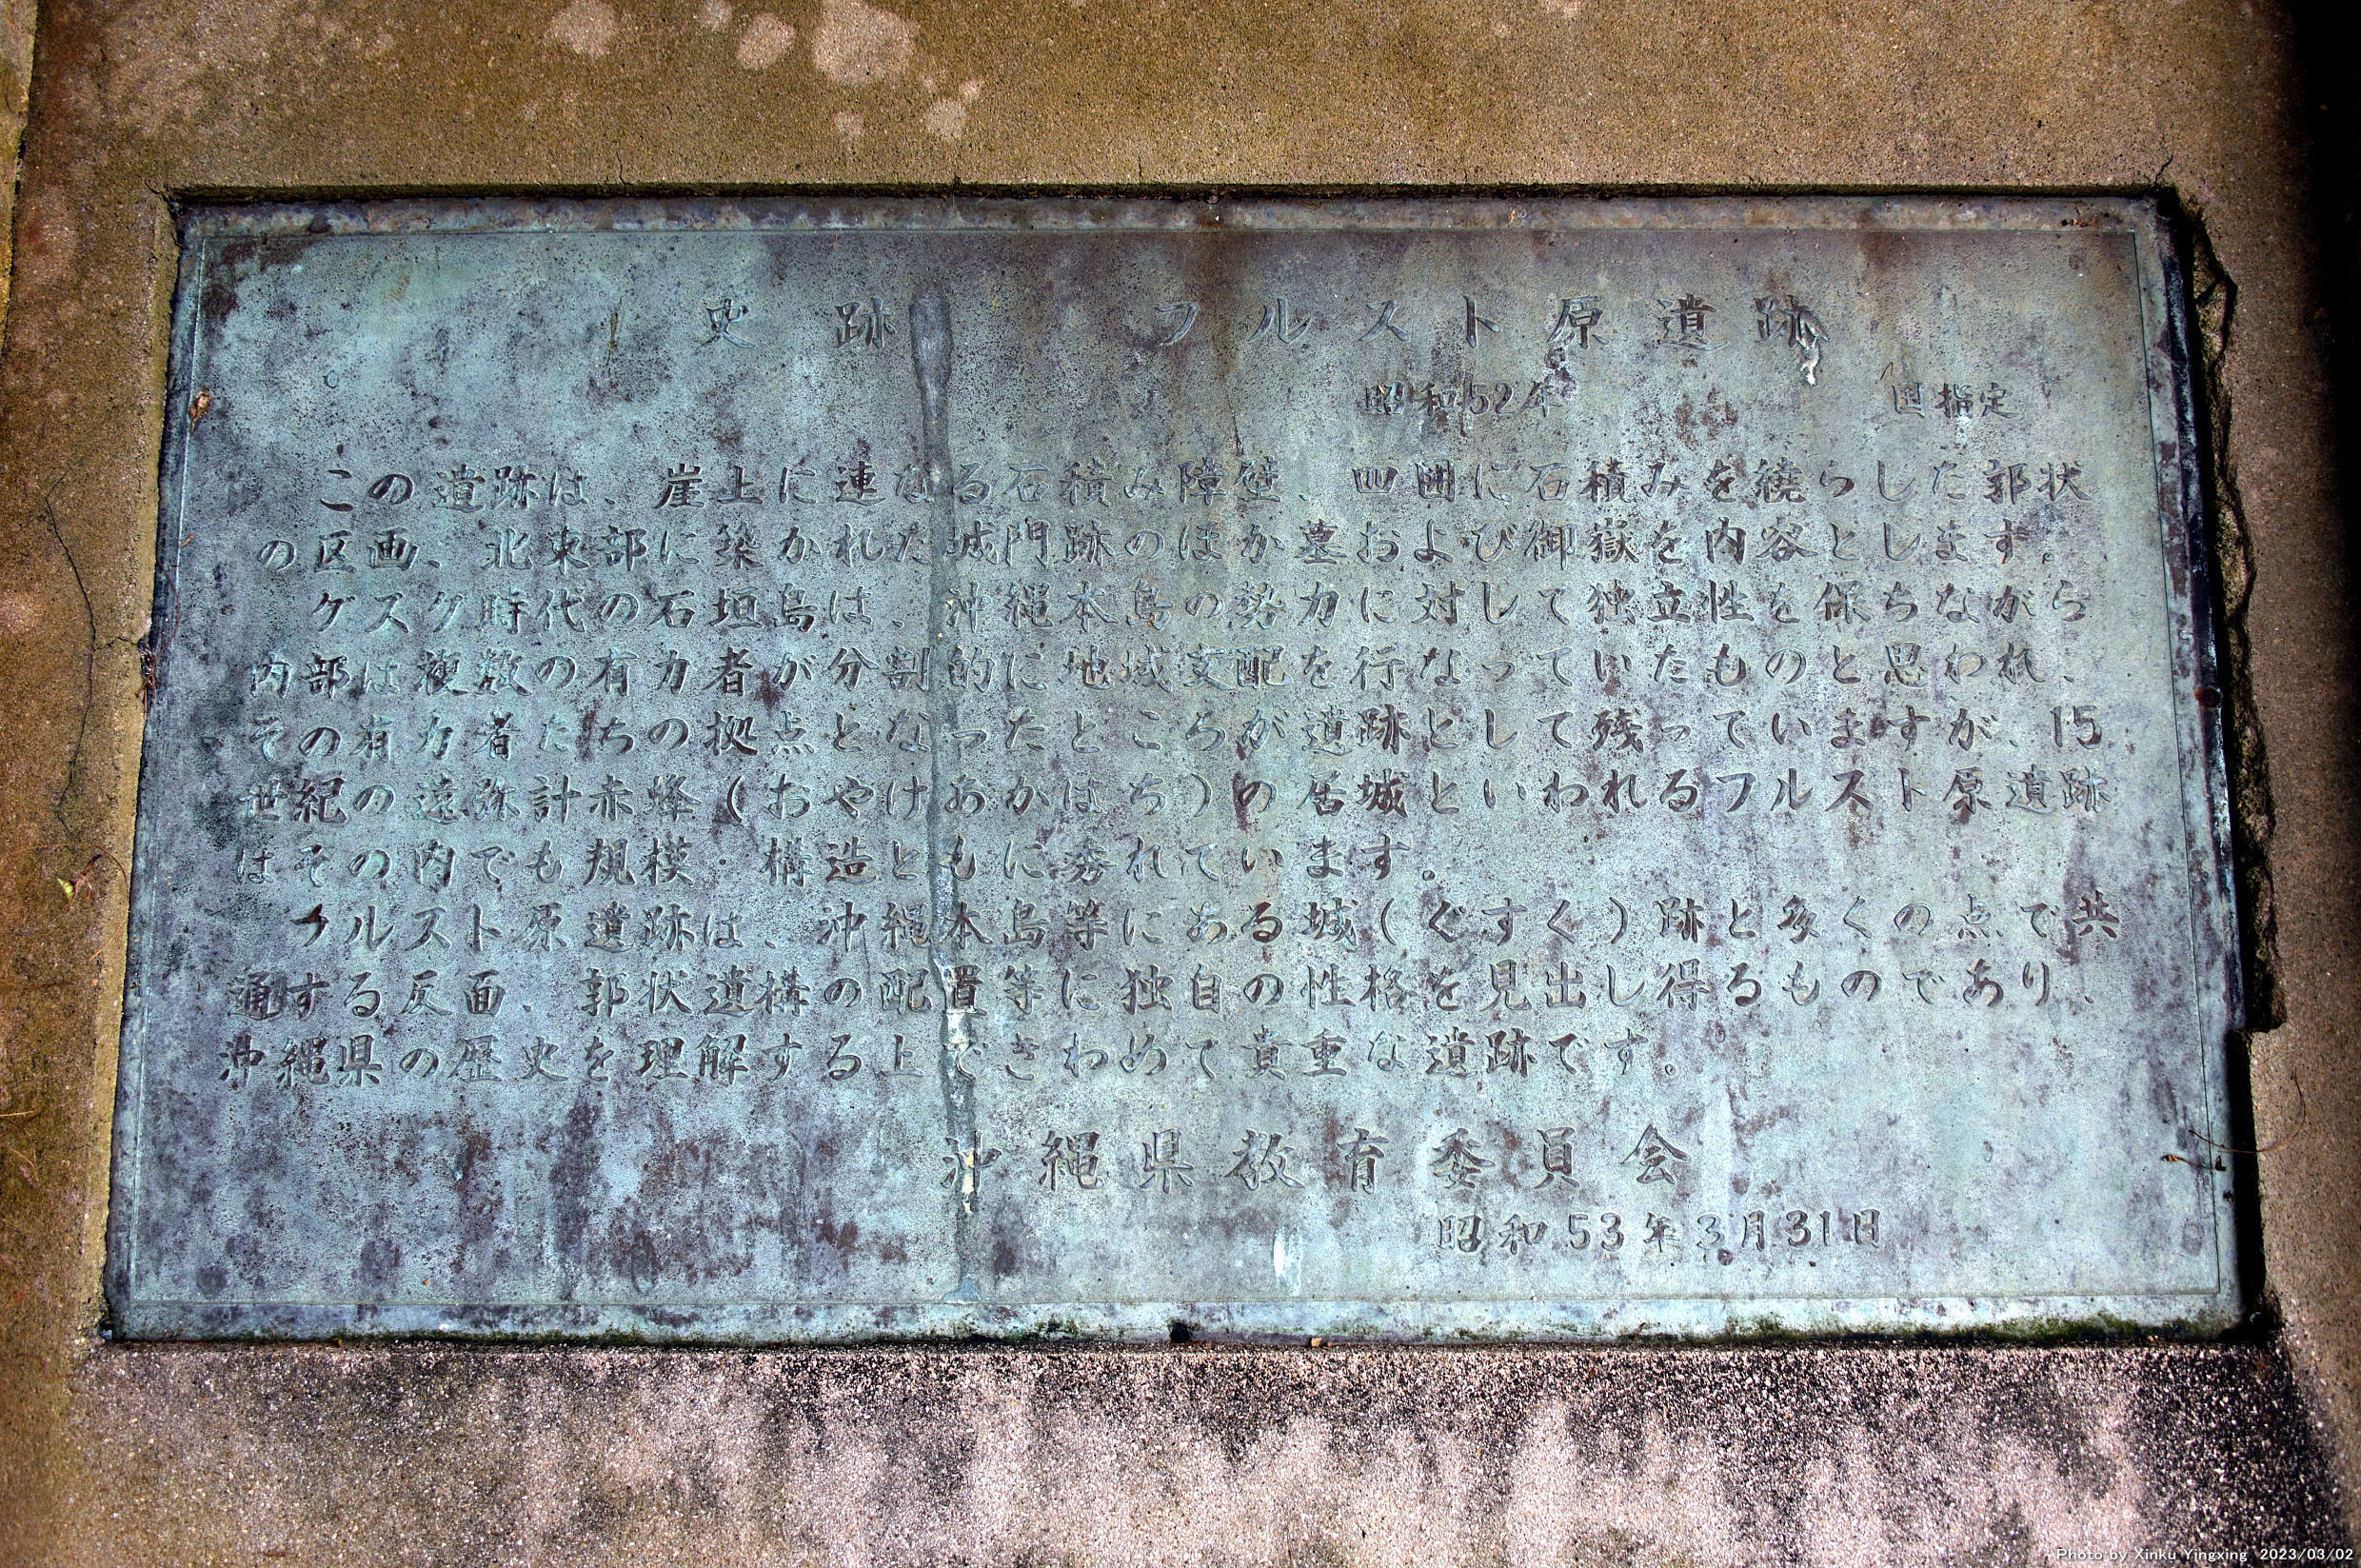 史跡 フルスト原遺跡
昭和52年 国指定
この遺跡は、崖上に連なる石積み障壁、四囲に石積みを繞らした郭状
の区画、北東部に築かれた城門跡のほか墓および御嶽を内容とします。
グスク時代の石垣島は、沖縄本島の勢力に対して独立性を保ちながら
内部は複数の有力者が分割的に地域支配を行なっていたものと思われ、
その有力者たちの拠点となったところが遺跡として残っていますが、15
世紀の遠弥計赤蜂(おやけあかはち)の居城といわれるフルスト原遺跡
はその内でも規模・構造ともに秀れています。
フルスト原遺跡は、沖縄本島等にある城(ぐすく)跡と多くの点で共
通する反面、郭状遺構の配置等に独自の性格を見出し得るものであり、
沖縄県の歴史を理解する上できわめて貴重な遺跡です。
沖縄県教育委員会
昭和53年3月31日
Photo by Xinku Yingxing 2023/03/02